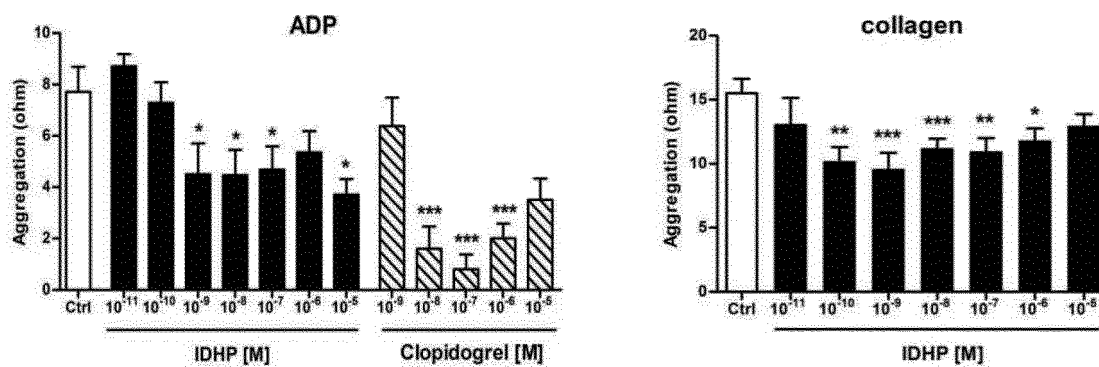 ADP
Aggregation (ohm)
10
8
6
4
2
0
* * * *
*** *** ***
Ctrl 10-11 10-10 10-9 10-8 10-7 10-6 10-5 10-9 10-8 10-7 10-6 10-5
IDHP [M] Clopidogrel [M]
collagen
Aggregation (ohm)
20
15
10
5
0
** *** *** ** *
Ctrl 10-11 10-10 10-9 10-8 10-7 10-6 10-5
IDHP [M]